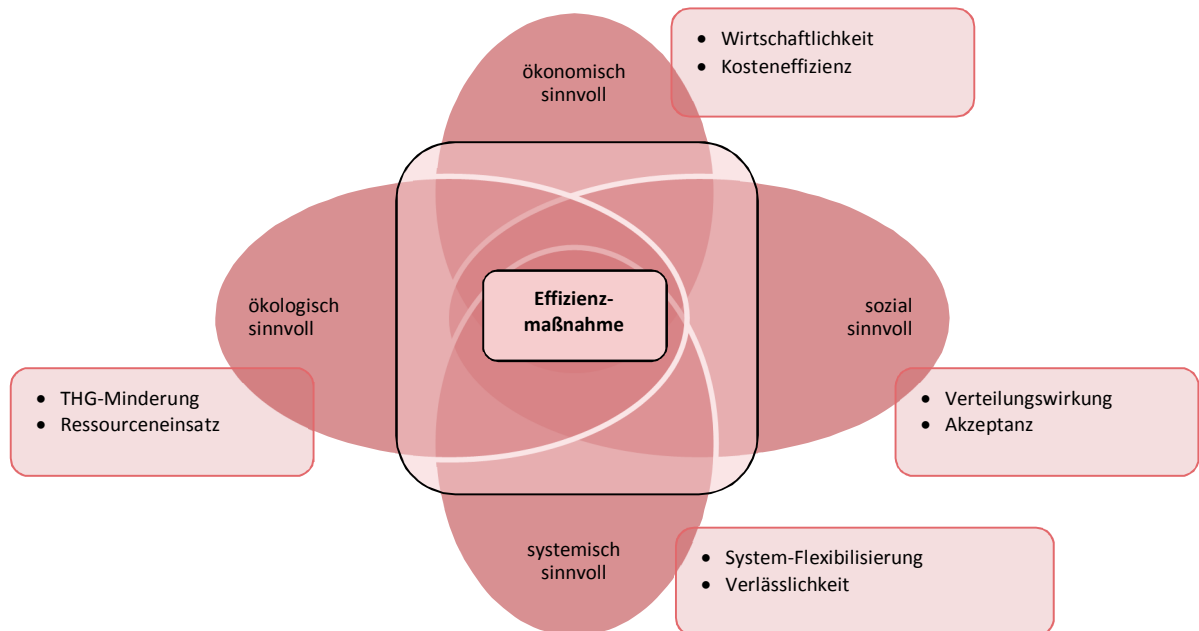 ökonomisch
sinnvoll
• Wirtschaftlichkeit
• Kosteneffizienz
ökologisch
sinnvoll
Effizienz-
maßnahme
sozial
sinnvoll
• THG-Minderung
• Ressourceneinsatz
• Verteilungswirkung
• Akzeptanz
systemisch
sinnvoll
• System-Flexibilisierung
• Verlässlichkeit